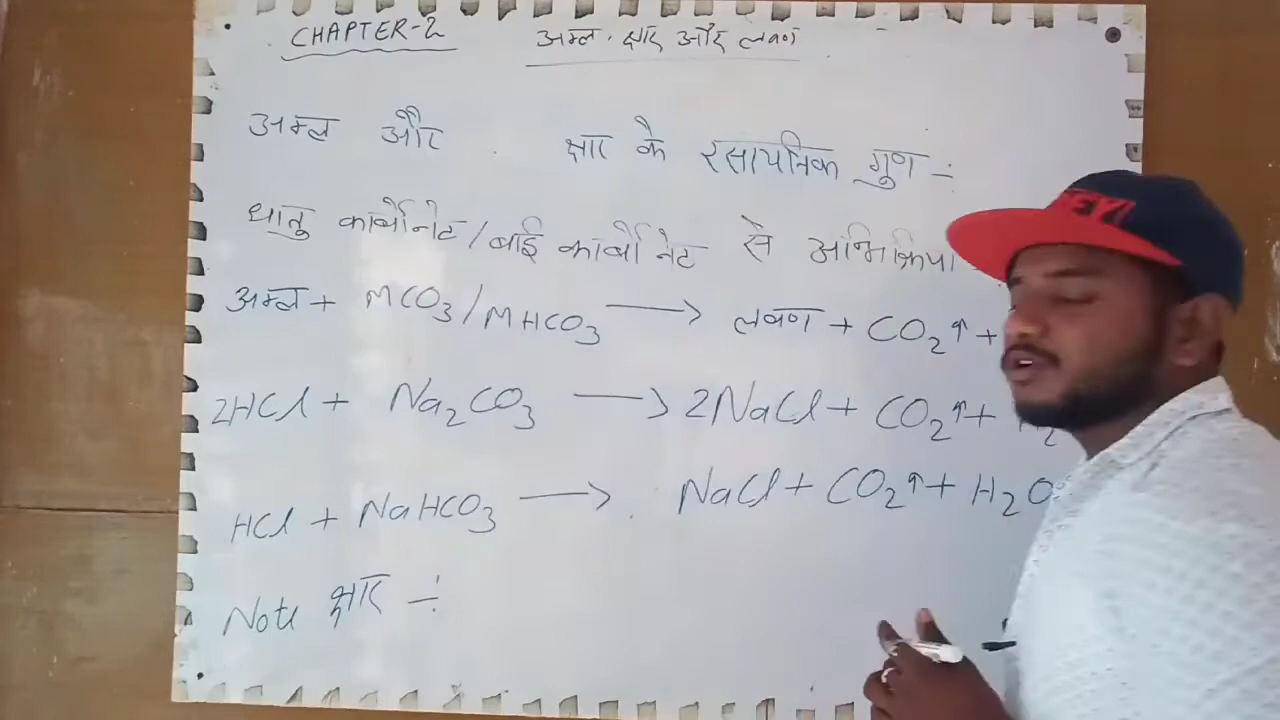 CHAPTER-2 अम्ल, क्षार और लवण
अम्ल और क्षार के रसायनिक गुण :-
धातु कार्बोनेट/बाई कार्बोनेट से अभिक्रिया
अम्ल + MCO₃/MHCO₃ → लवण + CO₂↑ +
2HCl + Na₂CO₃ → 2NaCl + CO₂↑ + H₂
HCl + NaHCO₃ → NaCl + CO₂↑ + H₂O
Note क्षार :-